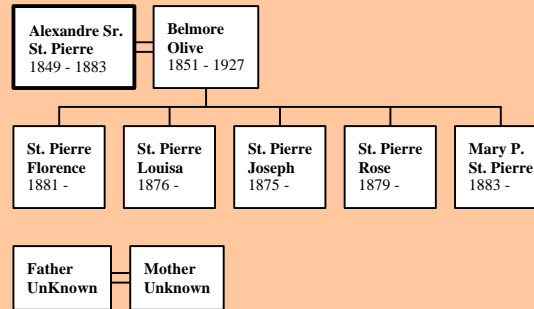 Alexandre Sr.
St. Pierre
1849 - 1883
Belmore
Olive
1851 - 1927
St. Pierre
Florence
1881 -
St. Pierre
Louisa
1876 -
St. Pierre
Joseph
1875 -
St. Pierre
Rose
1879 -
Mary P.
St. Pierre
1883 -
Father
UnKnown
Mother
Unknown